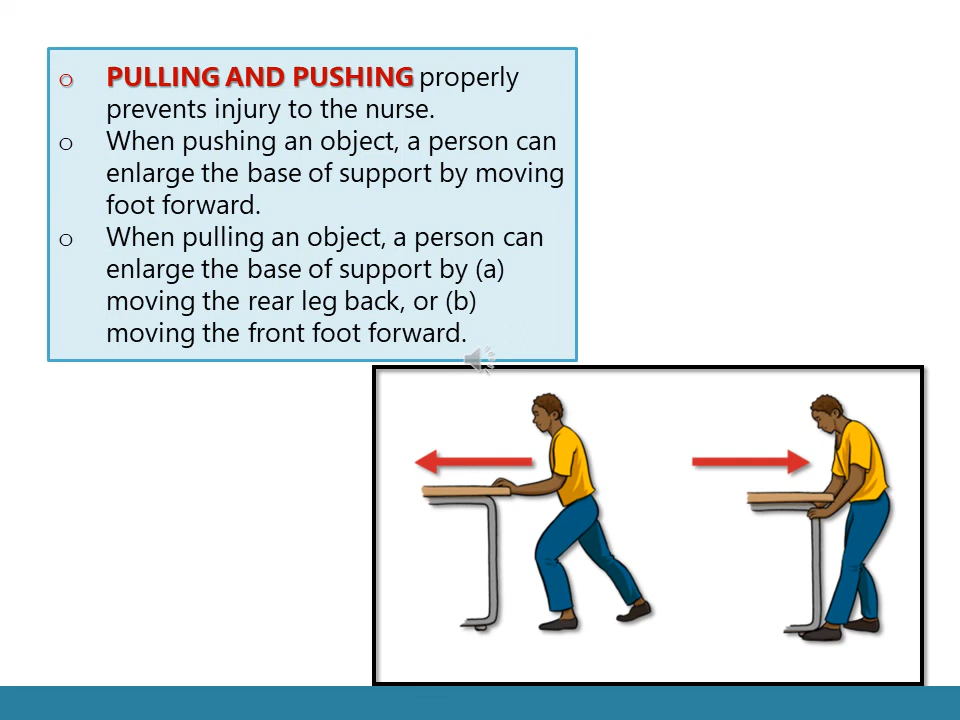 o PULLING AND PUSHING properly
prevents injury to the nurse.
o When pushing an object, a person can
enlarge the base of support by moving
foot forward.
o When pulling an object, a person can
enlarge the base of support by (a)
moving the rear leg back, or (b)
moving the front foot forward.